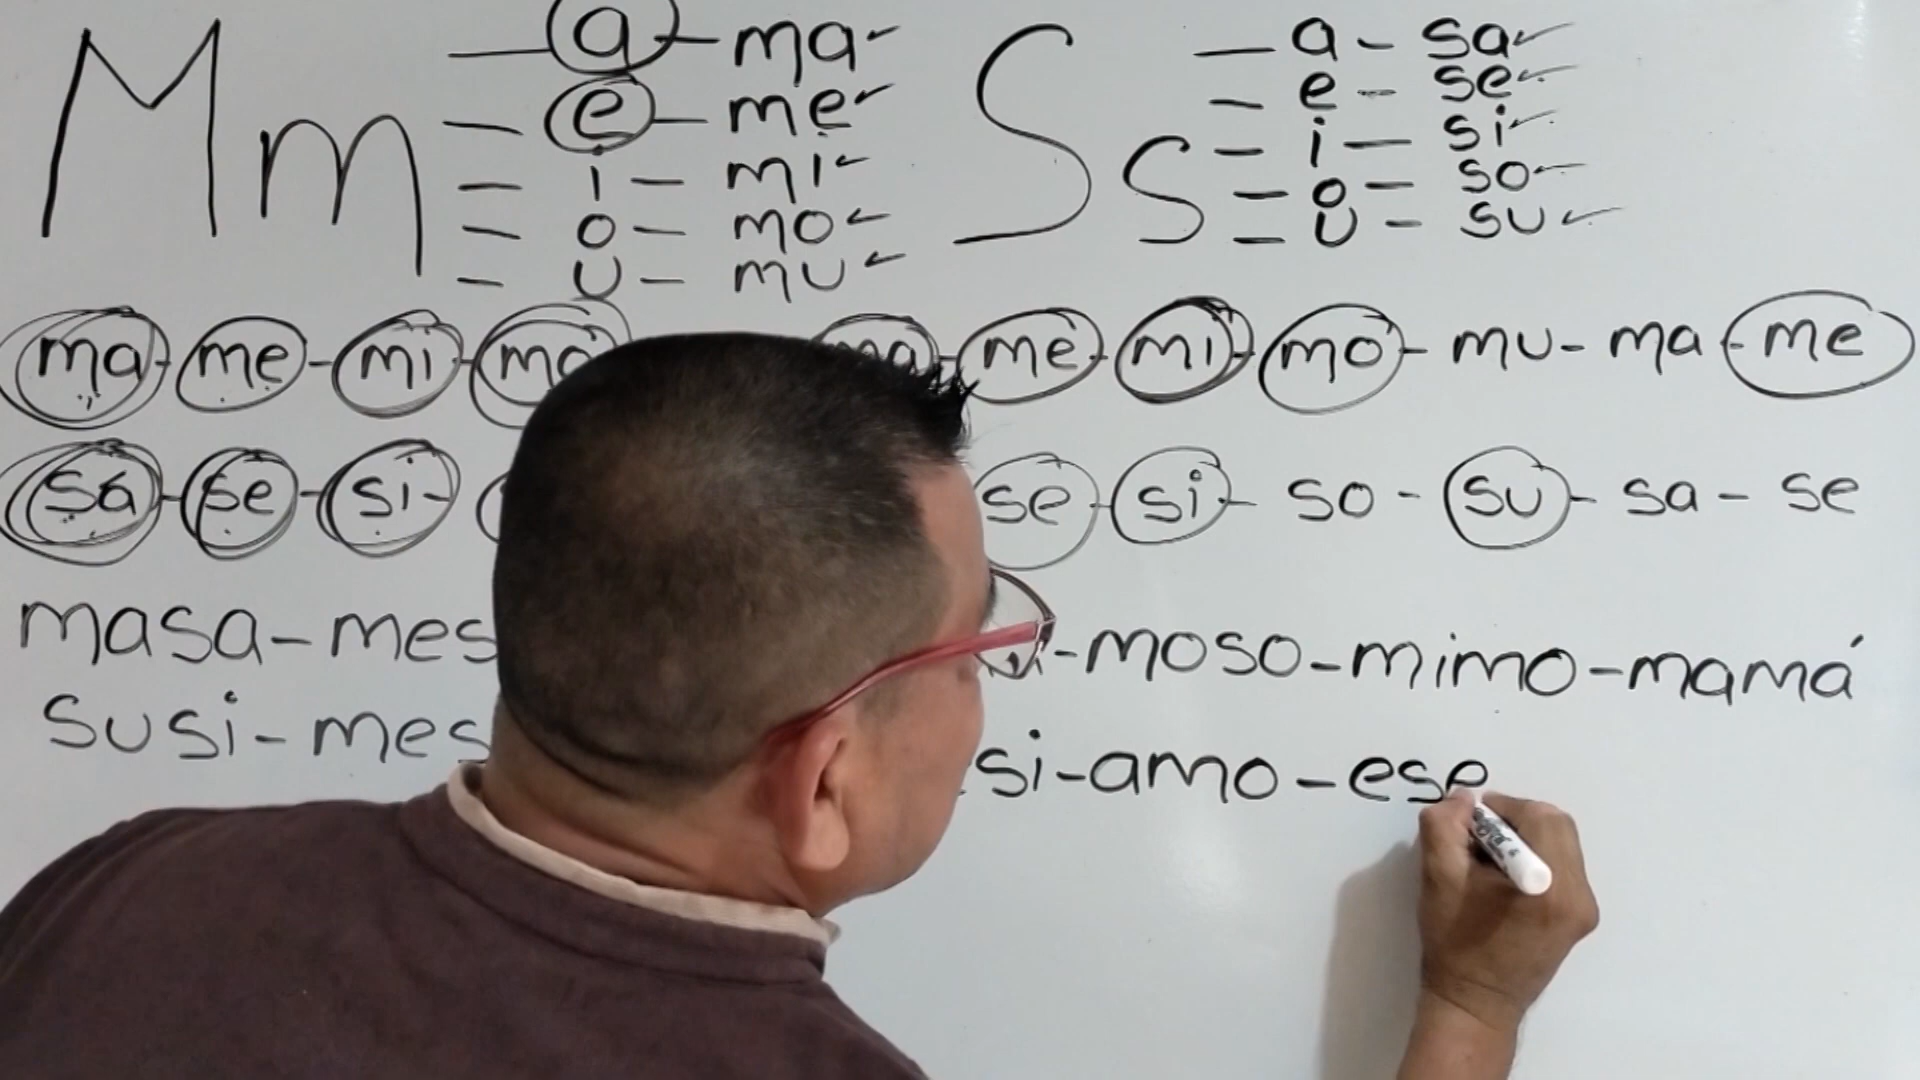 Mm
a - ma
e - me
i - mi
o - mo
u - mu
Ss
a - sa
e - se
i - si
o - so
u - su
ma - me - mi - mo ma - me - mi - mo - mu - ma - me
sa - se - si - se - si - so - su - sa - se
masa - mes - moso - mimo - mamá
susi - mes si - amo - ese